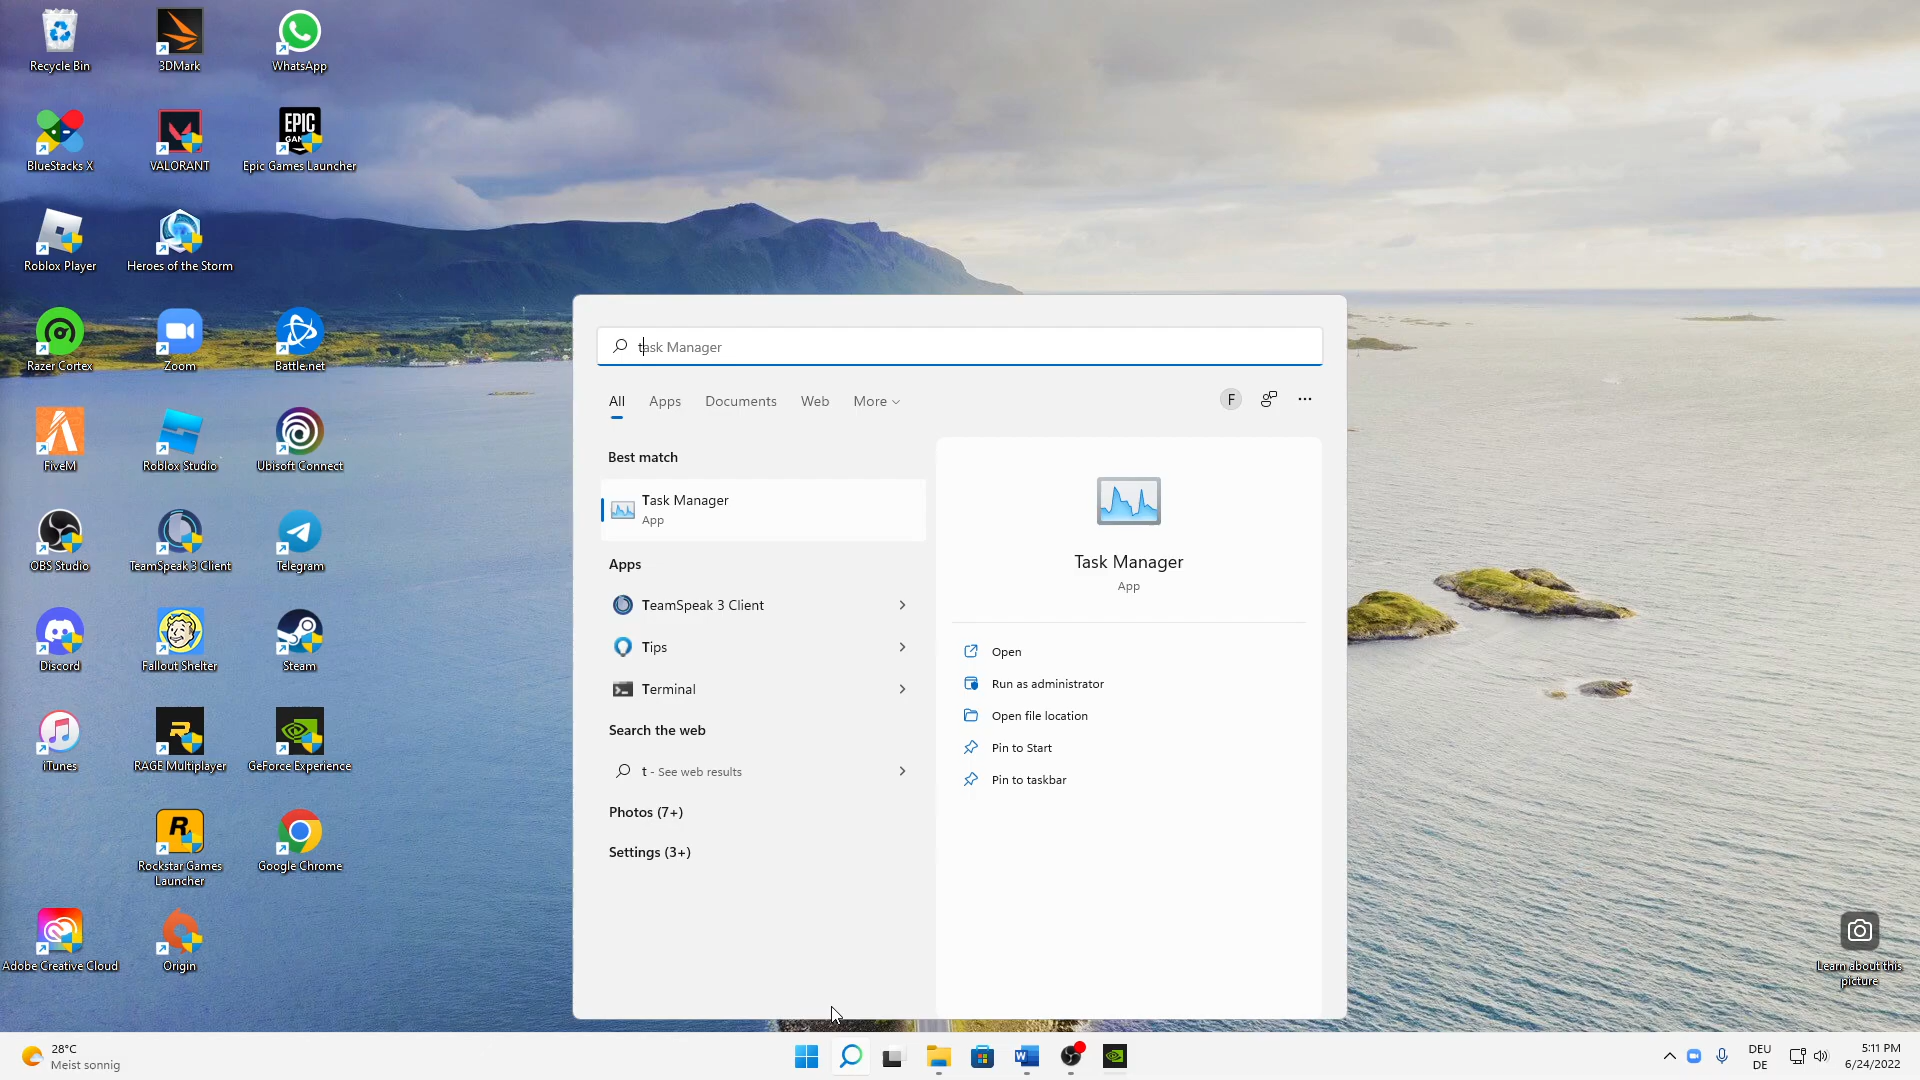 Recycle Bin
3DMark
WhatsApp
EPIC
BlueStacks X
VALORANT
Epic Games Launcher
Roblox Player
Heroes of the Storm
Razer Cortex
Zoom
Battle.net
FiveM
Roblox Studio
Ubisoft Connect
OBS Studio
TeamSpeak 3 Client
Telegram
Discord
Fallout Shelter
Steam
iTunes
RAGE Multiplayer
GeForce Experience
Rockstar Games
Launcher
Google Chrome
Adobe Creative Cloud
Origin
task Manager
All
Apps
Documents
Web
More
F
Best match
Task Manager
App
Apps
TeamSpeak 3 Client
Tips
Terminal
Search the web
t - See web results
Photos (7+)
Settings (3+)
Task Manager
App
Open
Run as administrator
Open file location
Pin to Start
Pin to taskbar
Learn about this
picture
28°C
Meist sonnig
DEU
DE
5:11 PM
6/24/2022